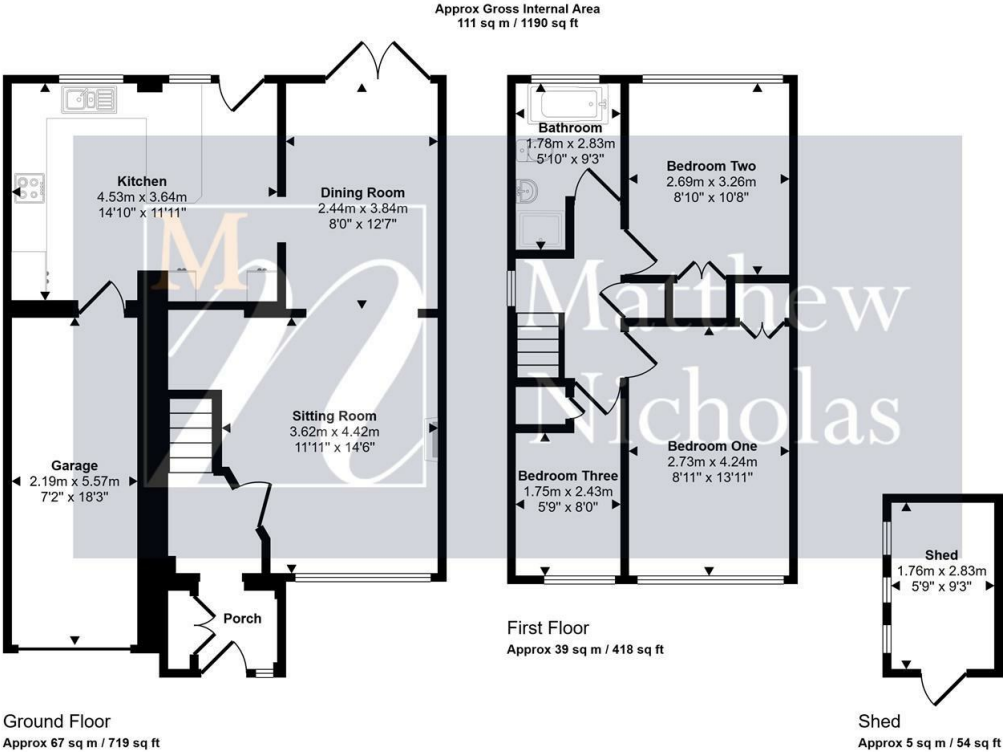 Approx Gross Internal Area
111 sq m / 1190 sq ft
Kitchen
4.53m x 3.64m
14'10" x 11'11"
Dining Room
2.44m x 3.84m
8'0" x 12'7"
Sitting Room
3.62m x 4.42m
11'11" x 14'6"
Garage
2.19m x 5.57m
7'2" x 18'3"
Porch
Ground Floor
Approx 67 sq m / 719 sq ft
Bathroom
1.78m x 2.83m
5'10" x 9'3"
Bedroom Two
2.69m x 3.26m
8'10" x 10'8"
Bedroom One
2.73m x 4.24m
8'11" x 13'11"
Bedroom Three
1.75m x 2.43m
5'9" x 8'0"
First Floor
Approx 39 sq m / 418 sq ft
Shed
1.76m x 2.83m
5'9" x 9'3"
Shed
Approx 5 sq m / 54 sq ft
M
n
Matthew
Nicholas